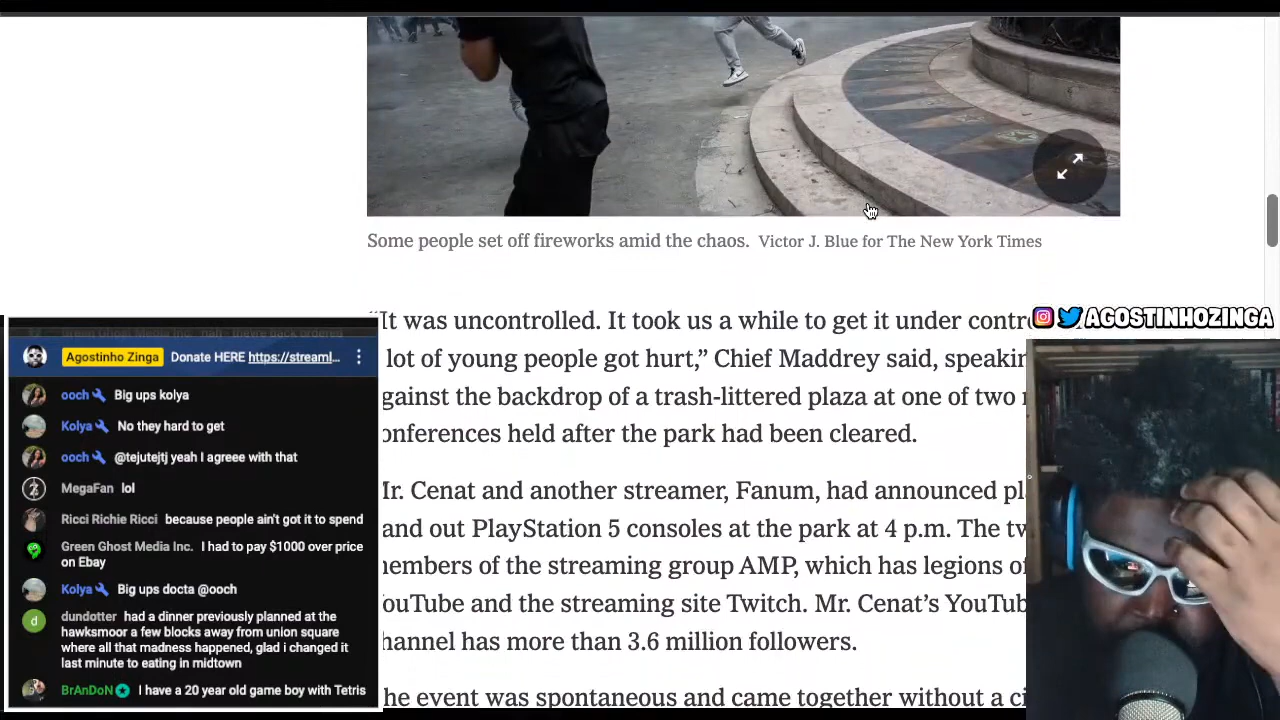 Some people set off fireworks amid the chaos. Victor J. Blue for The New York Times
“It was uncontrolled. It took us a while to get it under contr
lot of young people got hurt,” Chief Maddrey said, speakin
gainst the backdrop of a trash-littered plaza at one of two
onferences held after the park had been cleared.
Mr. Cenat and another streamer, Fanum, had announced pl
and out PlayStation 5 consoles at the park at 4 p.m. The tw
members of the streaming group AMP, which has legions o
YouTube and the streaming site Twitch. Mr. Cenat’s YouTub
hannel has more than 3.6 million followers.
he event was spontaneous and came together without a ci
Agostinho Zinga Donate HERE https://streaml...
ooch Big ups kolya
Kolya No they hard to get
ooch @tejutejtj yeah I agreee with that
MegaFan lol
Ricci Richie Ricci because people ain't got it to spend
Green Ghost Media Inc. I had to pay $1000 over price
on Ebay
Kolya Big ups docta @ooch
dundotter had a dinner previously planned at the
hawksmoor a few blocks away from union square
where all that madness happened, glad i changed it
last minute to eating in midtown
BrAnDoN I have a 20 year old game boy with Tetris
AGOSTINHOZINGA